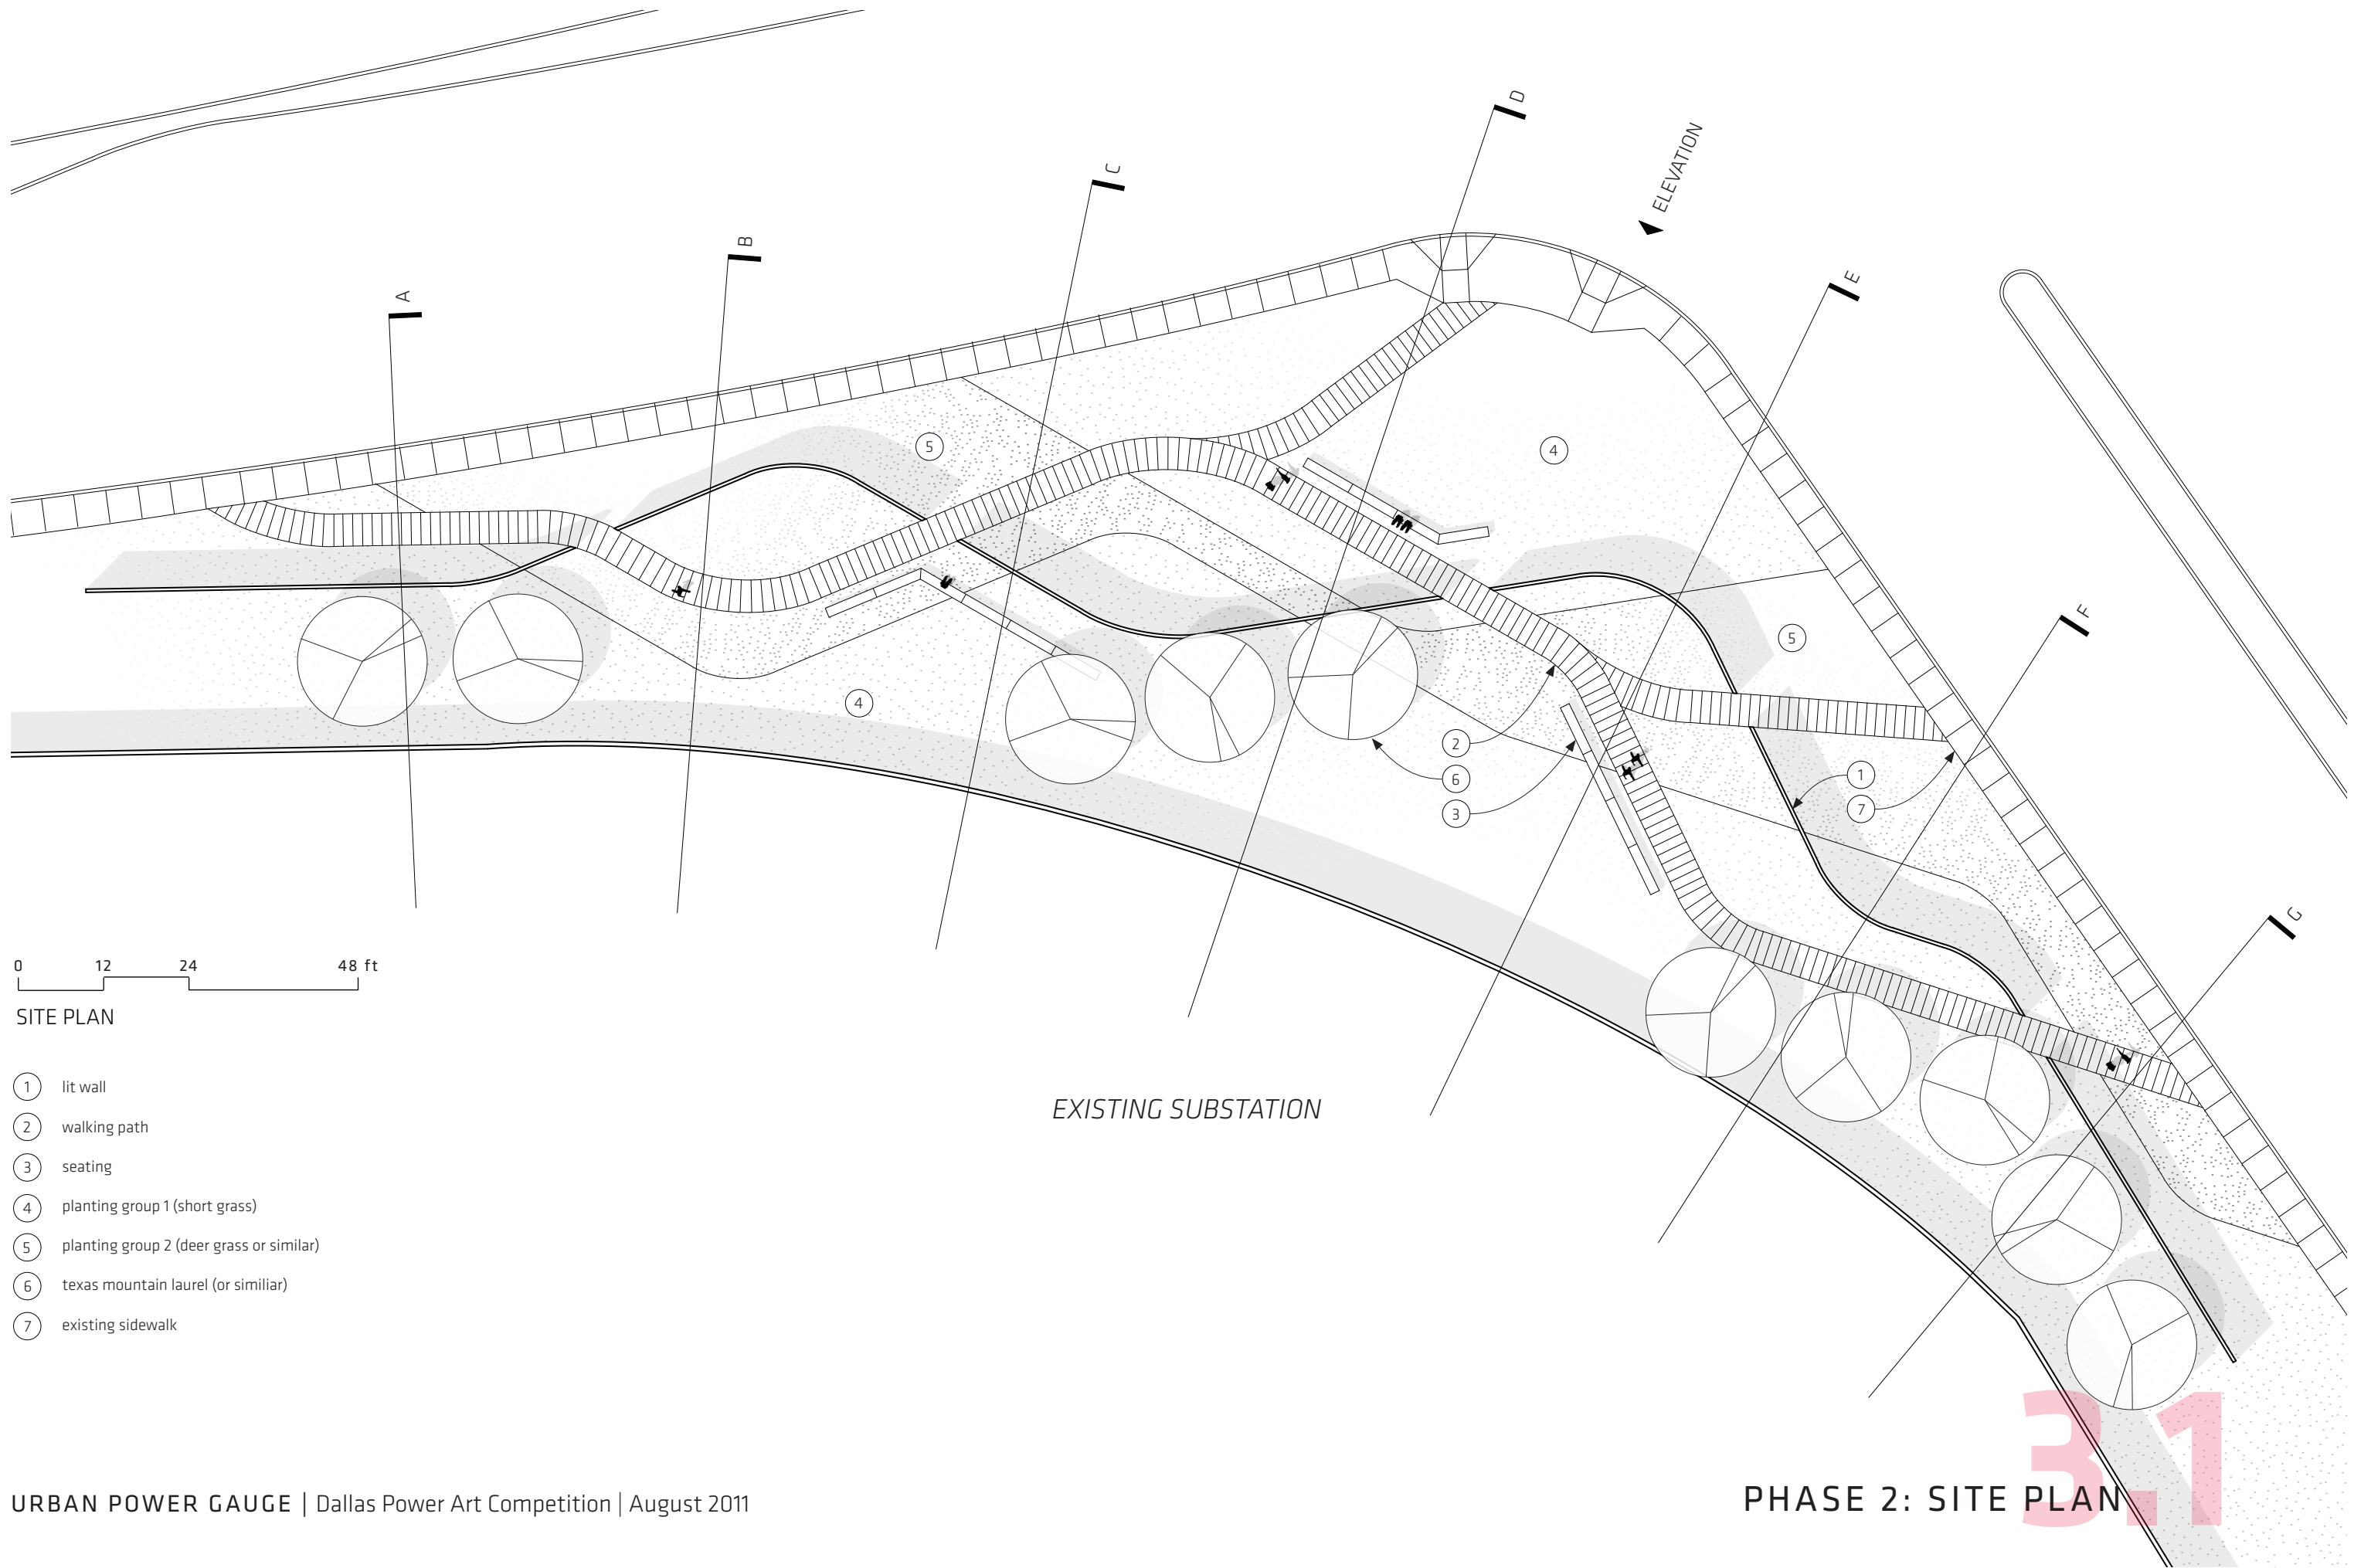 D
ELEVATION
C
B
E
A
5
4
F
5
4
2
1
6
7
3
G
0 12 24 48 ft
SITE PLAN
1 lit wall
2 walking path
3 seating
4 planting group 1 (short grass)
5 planting group 2 (deer grass or similar)
6 texas mountain laurel (or similiar)
7 existing sidewalk
EXISTING SUBSTATION
3.1
URBAN POWER GAUGE | Dallas Power Art Competition | August 2011
PHASE 2: SITE PLAN